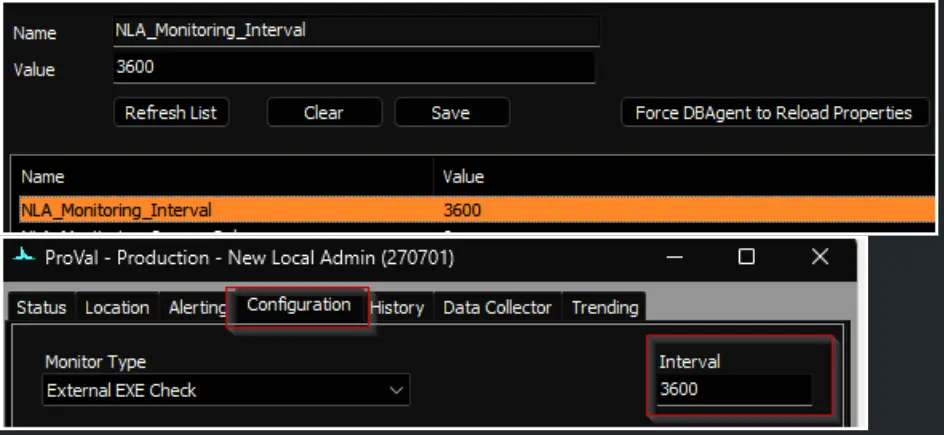 Name NLA_Monitoring_Interval
Value 3600
Refresh List Clear Save Force DBAgent to Reload Properties
Name Value
NLA_Monitoring_Interval 3600
ProVal - Production - New Local Admin (270701)
Status Location Alerting Configuration History Data Collector Trending
Monitor Type Interval
External EXE Check 3600